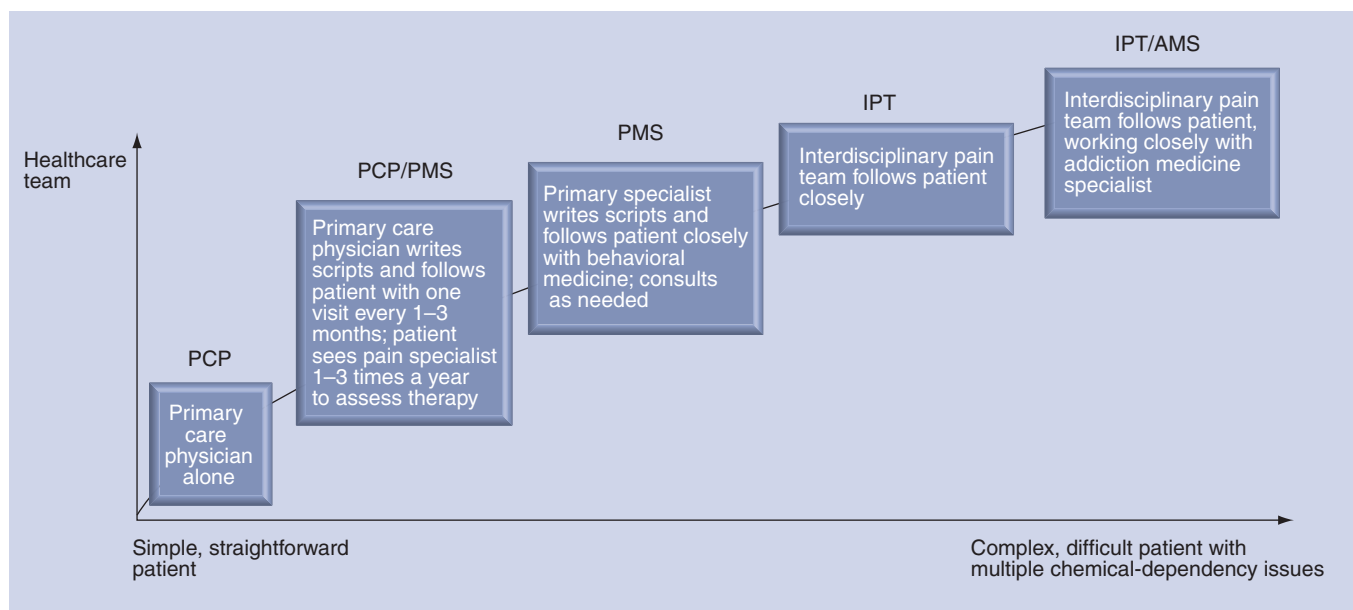 Healthcare
team
PCP
Primary
care
physician
alone
PCP/PMS
Primary care
physician writes
scripts and follows
patient with one
visit every 1–3
months; patient
sees pain specialist
1–3 times a year
to assess therapy
PMS
Primary specialist
writes scripts and
follows patient closely
with behavioral
medicine; consults
as needed
IPT
Interdisciplinary pain
team follows patient
closely
IPT/AMS
Interdisciplinary pain
team follows patient,
working closely with
addiction medicine
specialist
Simple, straightforward
patient
Complex, difficult patient with
multiple chemical-dependency issues